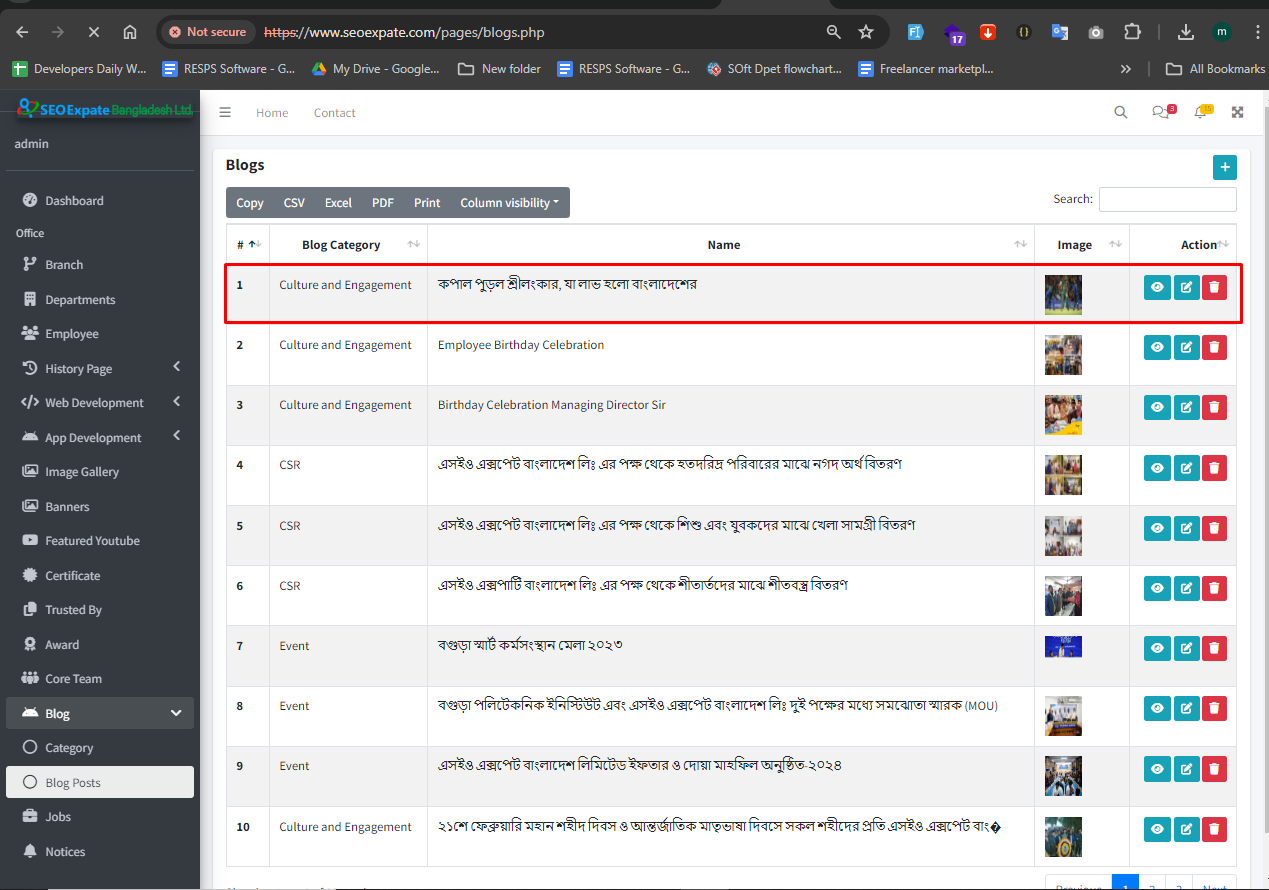 Not secure
https://www.seoexpate.com/pages/blogs.php
17
m
Developers Daily W...
RESPS Software - G...
My Drive - Google...
New folder
RESPS Software - G...
SOft Dpet flowchart...
Freelancer marketpl...
All Bookmarks
SEOExpate Bangladesh Ltd.
Home
Contact
3
15
admin
Dashboard
Office
Branch
Departments
Employee
History Page
Web Development
App Development
Image Gallery
Banners
Featured Youtube
Certificate
Trusted By
Award
Core Team
Blog
Category
Blog Posts
Jobs
Notices
Blogs
Copy CSV Excel PDF Print Column visibility
Search:
# Blog Category Name Image Action
1 Culture and Engagement কপাল পুড়ল শ্রীলংকার, যা লাভ হলো বাংলাদেশের
2 Culture and Engagement Employee Birthday Celebration
3 Culture and Engagement Birthday Celebration Managing Director Sir
4 CSR এসইও এক্সপেট বাংলাদেশ লিঃ এর পক্ষ থেকে হতদরিদ্র পরিবারের মাঝে নগদ অর্থ বিতরণ
5 CSR এসইও এক্সপেট বাংলাদেশ লিঃ এর পক্ষ থেকে শিশু এবং যুবকদের মাঝে খেলা সামগ্রী বিতরণ
6 CSR এসইও এক্সপার্টি বাংলাদেশ লিঃ এর পক্ষ থেকে শীতার্তদের মাঝে শীতবস্ত্র বিতরণ
7 Event বগুড়া স্মার্ট কর্মসংস্থান মেলা ২০২৩
8 Event বগুড়া পলিটেকনিক ইনিস্টিউট এবং এসইও এক্সপেট বাংলাদেশ লিঃ দুই পক্ষের মধ্যে সমঝোতা স্মারক (MOU)
9 Event এসইও এক্সপেট বাংলাদেশ লিমিটেড ইফতার ও দোয়া মাহফিল অনুষ্ঠিত-২০২৪
10 Culture and Engagement ২১শে ফেব্রুয়ারি মহান শহীদ দিবস ও আন্তর্জাতিক মাতৃভাষা দিবসে সকল শহীদের প্রতি এসইও এক্সপেট বাং�
Previous 1 2 3 Next